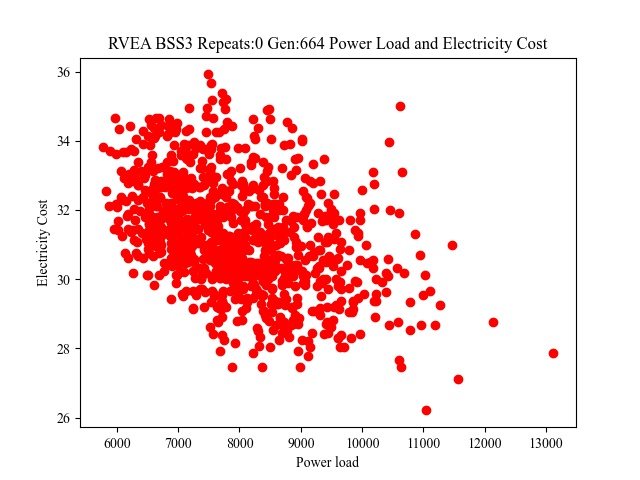 RVEA BSS3 Repeats:0 Gen:664 Power Load and Electricity Cost
36
34
32
30
28
26
Electricity Cost
6000 7000 8000 9000 10000 11000 12000 13000
Power load